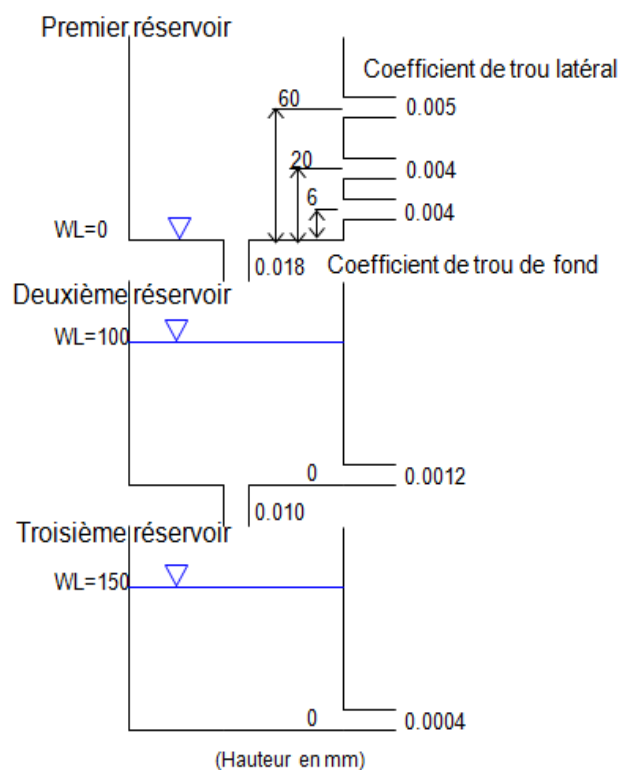 Premier réservoir
Coefficient de trou latéral
60
0.005
20
0.004
6
0.004
WL=0
0.018
Coefficient de trou de fond
Deuxième réservoir
WL=100
0
0.0012
0.010
Troisième réservoir
WL=150
0
0.0004
(Hauteur en mm)